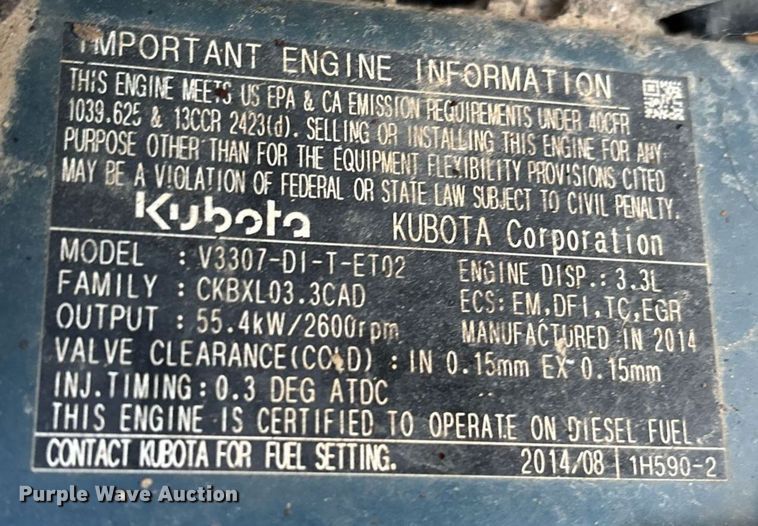 IMPORTANT ENGINE INFORMATION
THIS ENGINE MEETS US EPA & CA EMISSION REQUIREMENTS UNDER 40CFR
1039.625 & 13CCR 2423(d). SELLING OR INSTALLING THIS ENGINE FOR ANY
PURPOSE OTHER THAN FOR THE EQUIPMENT FLEXIBILITY PROVISIONS CITED
MAY BE A VIOLATION OF FEDERAL OR STATE LAW SUBJECT TO CIVIL PENALTY.
Kubota KUBOTA Corporation
MODEL : V3307-DI-T-ET02 ENGINE DISP.: 3.3L
FAMILY : CKBXL03.3CAD ECS: EM,DFI,TC,EGR
OUTPUT : 55.4kW/2600rpm MANUFACTURED IN 2014
VALVE CLEARANCE(COLD) : IN 0.15mm EX 0.15mm
INJ.TIMING: 0.3 DEG ATDC
THIS ENGINE IS CERTIFIED TO OPERATE ON DIESEL FUEL.
CONTACT KUBOTA FOR FUEL SETTING. 2014/08 1H590-2
Purple Wave Auction